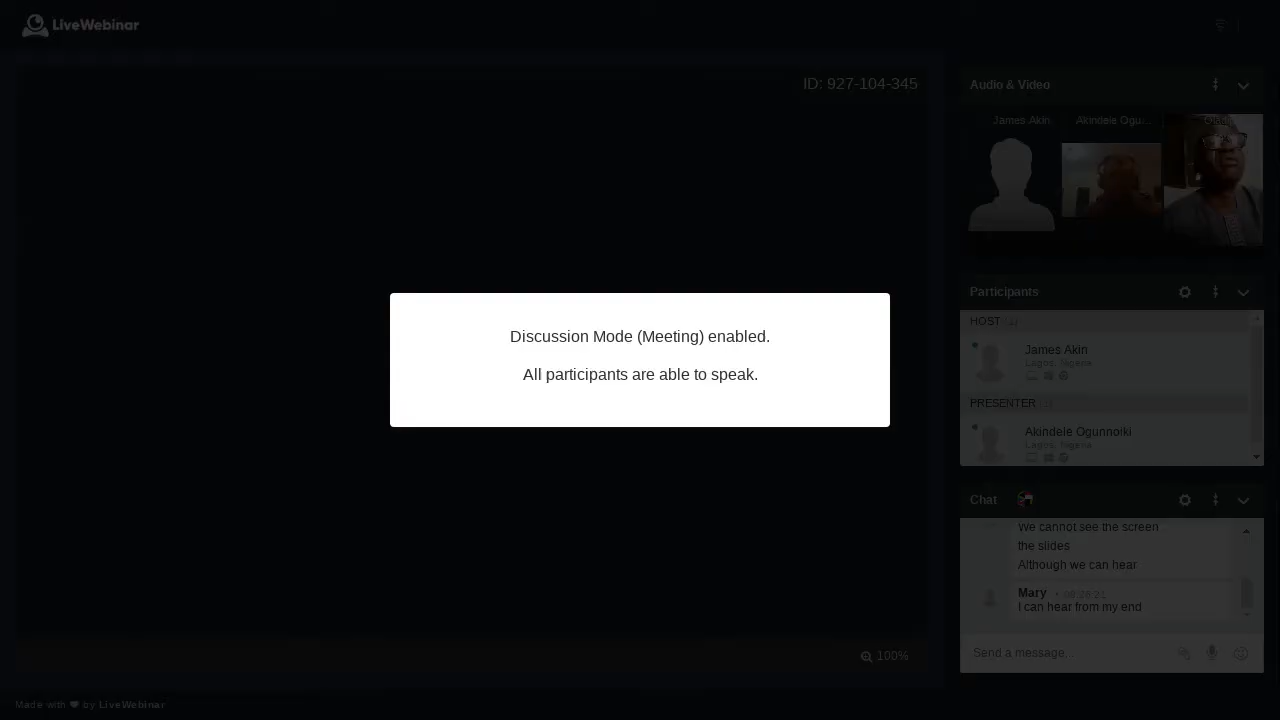 LiveWebinar
ID: 927-104-345
Audio & Video
James Akin
Akindele Ogu...
Discussion Mode (Meeting) enabled.
All participants are able to speak.
Participants
HOST (1)
James Akin
Lagos, Nigeria
PRESENTER (1)
Akindele Ogunnoiki
Lagos, Nigeria
Chat
We cannot see the screen
the slides
Although we can hear
Mary
I can hear from my end
Send a message...
100%
Made with ❤ by LiveWebinar